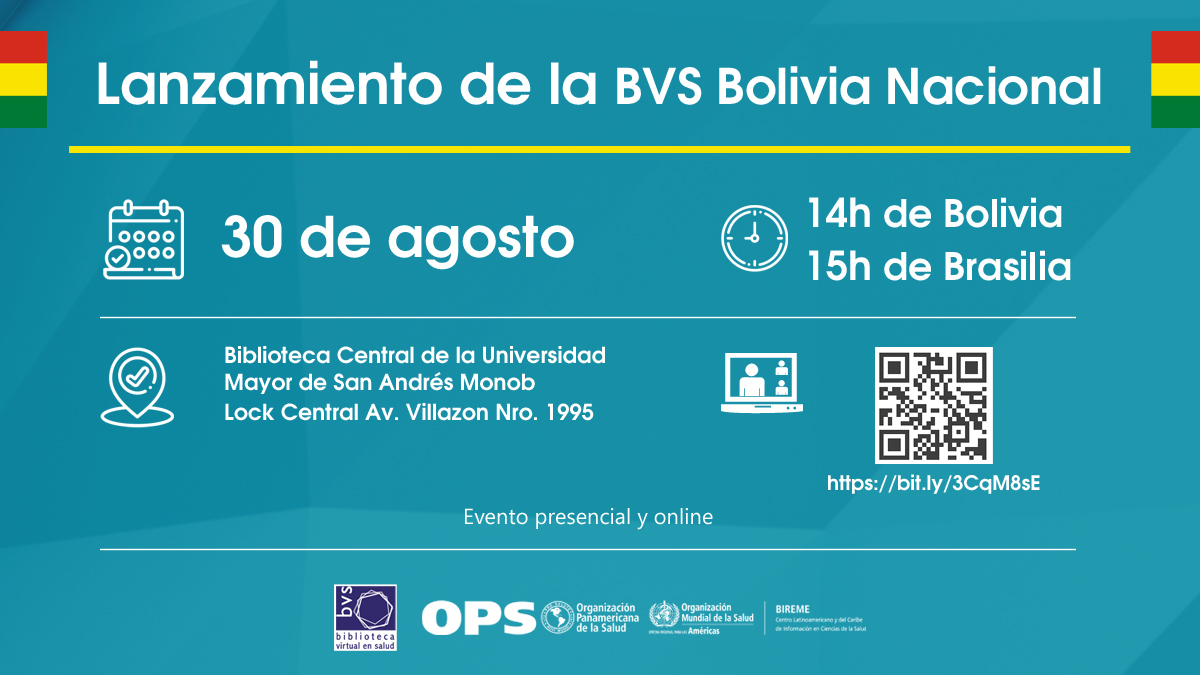 Lanzamiento de la BVS Bolivia Nacional
30 de agosto
14h de Bolivia
15h de Brasilia
Biblioteca Central de la Universidad
Mayor de San Andrés Monob
Lock Central Av. Villazon Nro. 1995
https://bit.ly/3CqM8sE
Evento presencial y online
bvs
biblioteca
virtual en salud
OPS
Organización
Panamericana
de la Salud
Organización
Mundial de la Salud
OFICINA REGIONAL PARA LAS Américas
BIREME
Centro Latinoamericano y del Caribe
de Información en Ciencias de la Salud